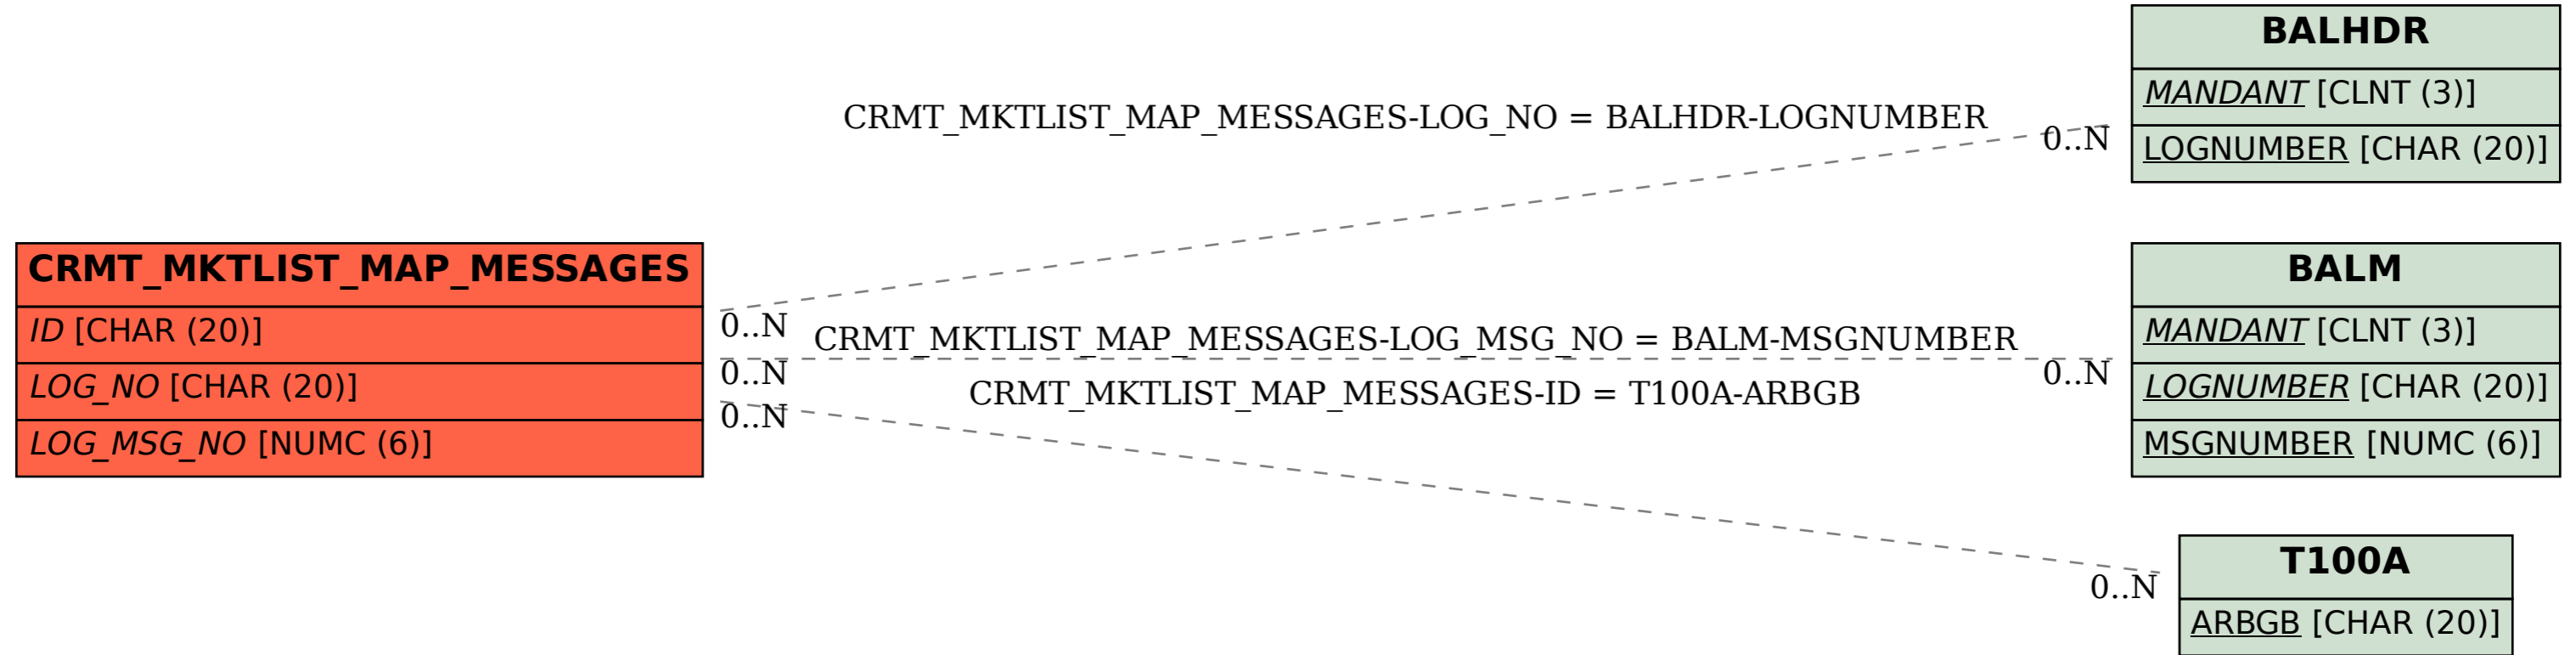 BALHDR
MANDANT [CLNT (3)]
LOGNUMBER [CHAR (20)]
CRMT_MKTLIST_MAP_MESSAGES-LOG_NO = BALHDR-LOGNUMBER
0..N
CRMT_MKTLIST_MAP_MESSAGES
ID [CHAR (20)]
LOG_NO [CHAR (20)]
LOG_MSG_NO [NUMC (6)]
0..N
CRMT_MKTLIST_MAP_MESSAGES-LOG_MSG_NO = BALM-MSGNUMBER
0..N
0..N
CRMT_MKTLIST_MAP_MESSAGES-ID = T100A-ARBGB
0..N
BALM
MANDANT [CLNT (3)]
LOGNUMBER [CHAR (20)]
MSGNUMBER [NUMC (6)]
0..N
T100A
ARBGB [CHAR (20)]